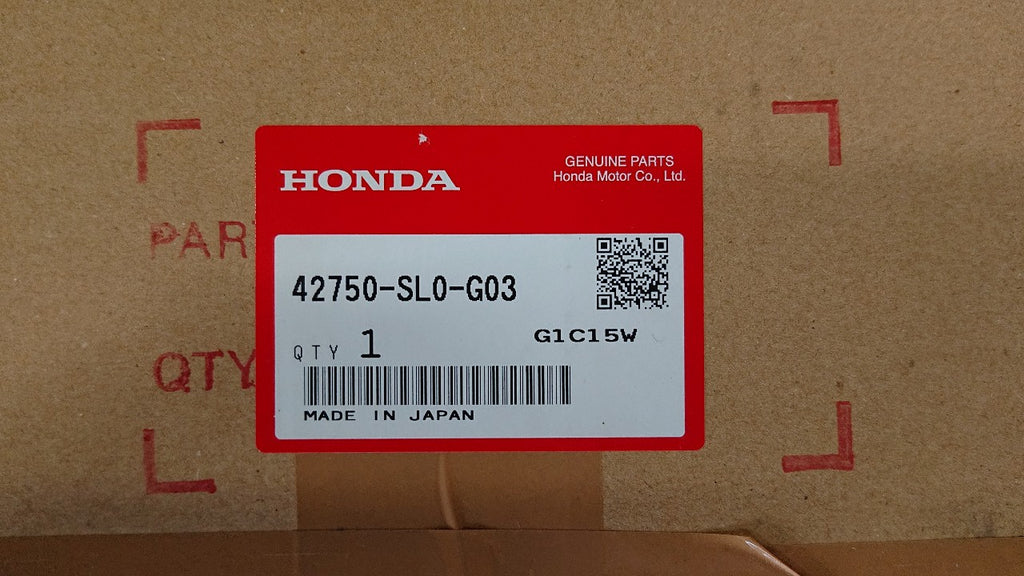 HONDA
GENUINE PARTS
Honda Motor Co., Ltd.
PAR
42750-SL0-G03
G1C15W
QTY 1
QTY
MADE IN JAPAN